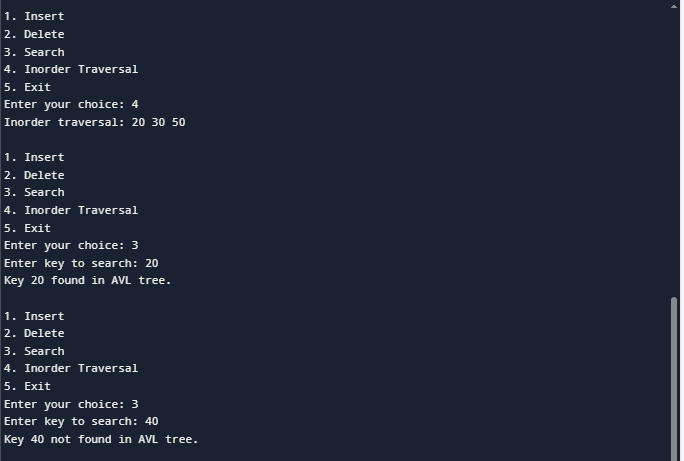 1. Insert
2. Delete
3. Search
4. Inorder Traversal
5. Exit
Enter your choice: 4
Inorder traversal: 20 30 50
1. Insert
2. Delete
3. Search
4. Inorder Traversal
5. Exit
Enter your choice: 3
Enter key to search: 20
Key 20 found in AVL tree.
1. Insert
2. Delete
3. Search
4. Inorder Traversal
5. Exit
Enter your choice: 3
Enter key to search: 40
Key 40 not found in AVL tree.